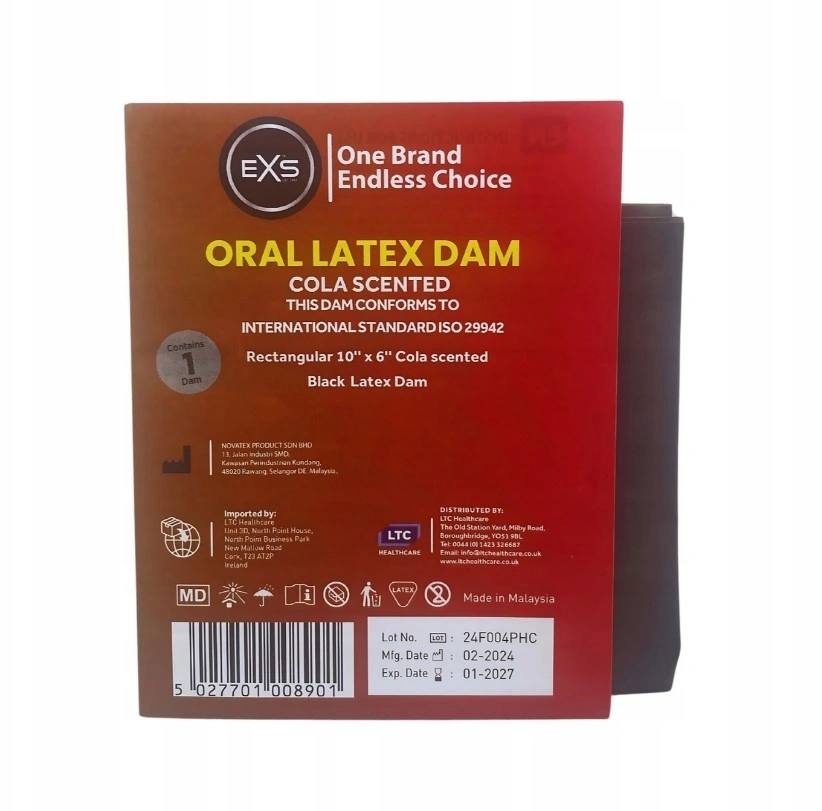 EXS
One Brand
Endless Choice
ORAL LATEX DAM
COLA SCENTED
THIS DAM CONFORMS TO
INTERNATIONAL STANDARD ISO 29942
Contains
1
Dam
Rectangular 10" x 6" Cola scented
Black Latex Dam
NOVATEX PRODUCT SDN BHD
13, Jalan Industri SMD,
Kawasan Perindustrian Kundang,
48020 Rawang, Selangor DE. Malaysia.
Imported by:
LTC Healthcare
Unit 3D, North Point House,
North Point Business Park
New Mallow Road
Cork, T23 AT2P
Ireland
LTC
HEALTHCARE
DISTRIBUTED BY:
LTC Healthcare
The Old Station Yard, Milby Road,
Boroughbridge, YO51 9BL
Tel: 0044 (0) 1423 326687
Email: info@ltchealthcare.co.uk
www.ltchealthcare.co.uk
MD
LATEX
2
Made in Malaysia
5 027701 008901
Lot No. LOT : 24F004PHC
Mfg. Date : 02-2024
Exp. Date : 01-2027